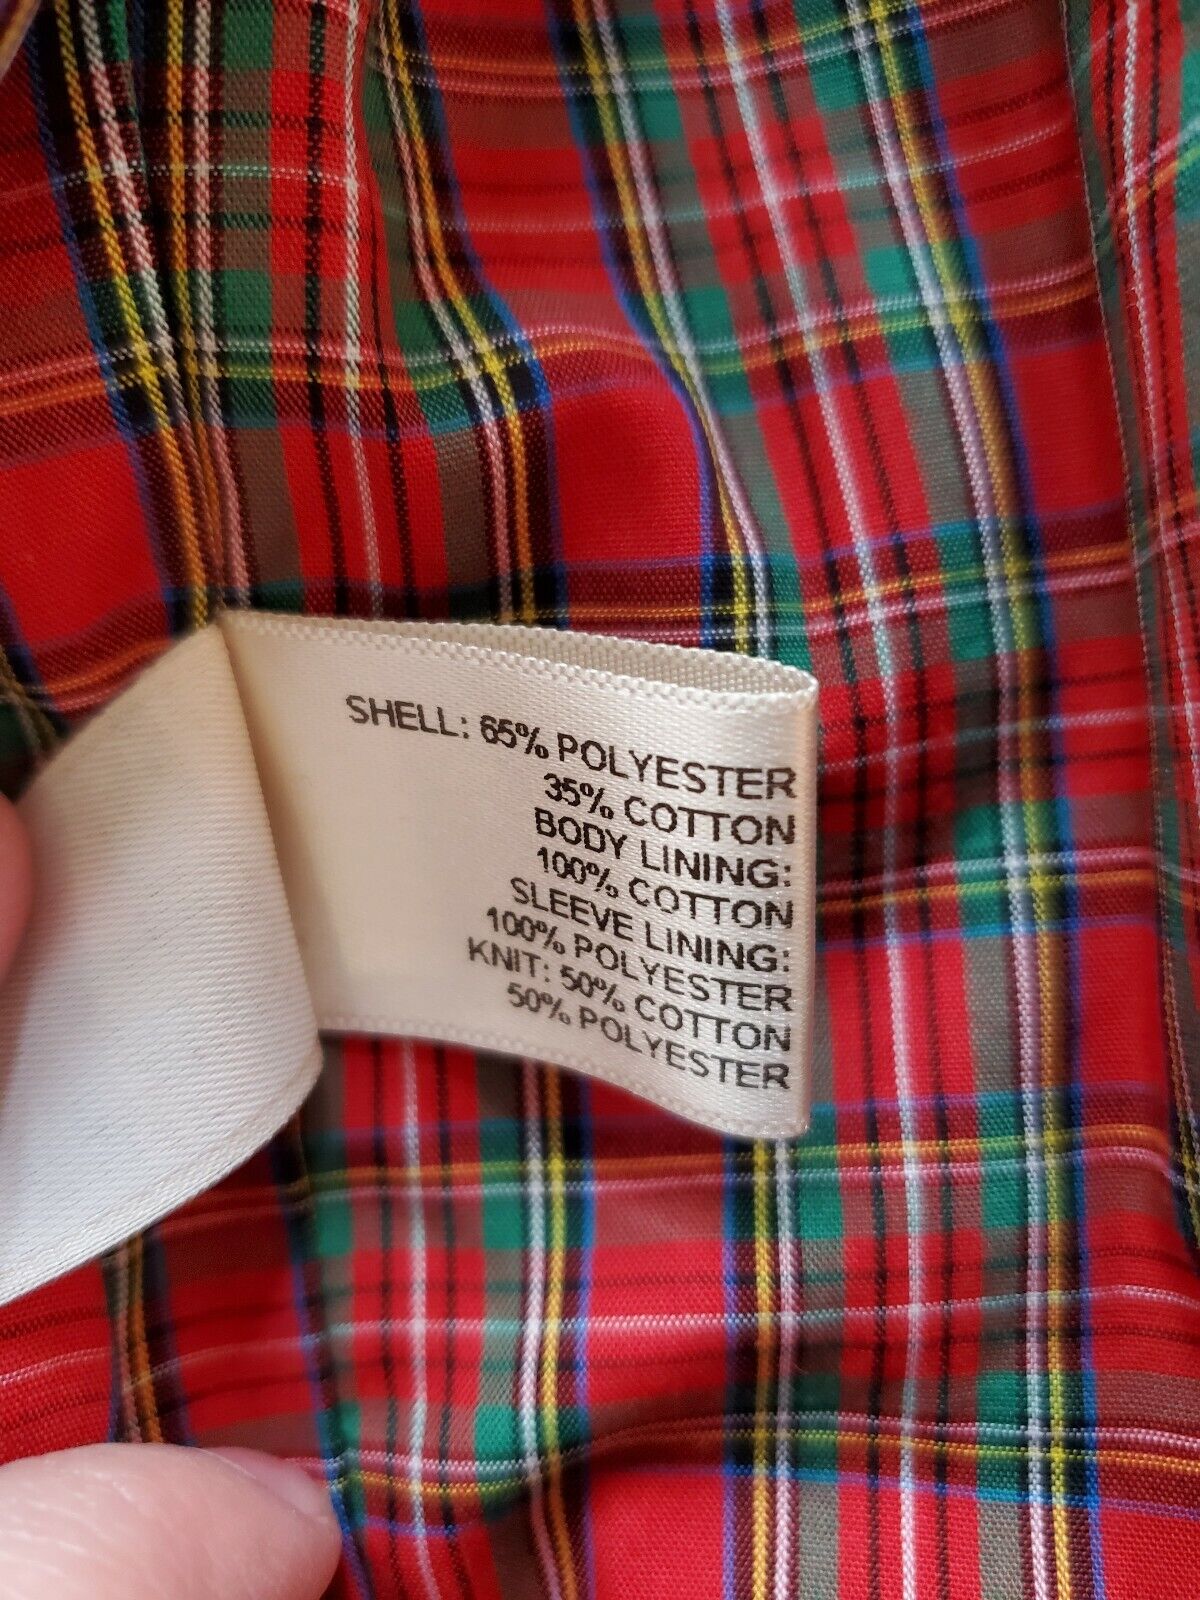 SHELL: 65% POLYESTER
35% COTTON
BODY LINING:
100% COTTON
SLEEVE LINING:
100% POLYESTER
KNIT: 50% COTTON
50% POLYESTER